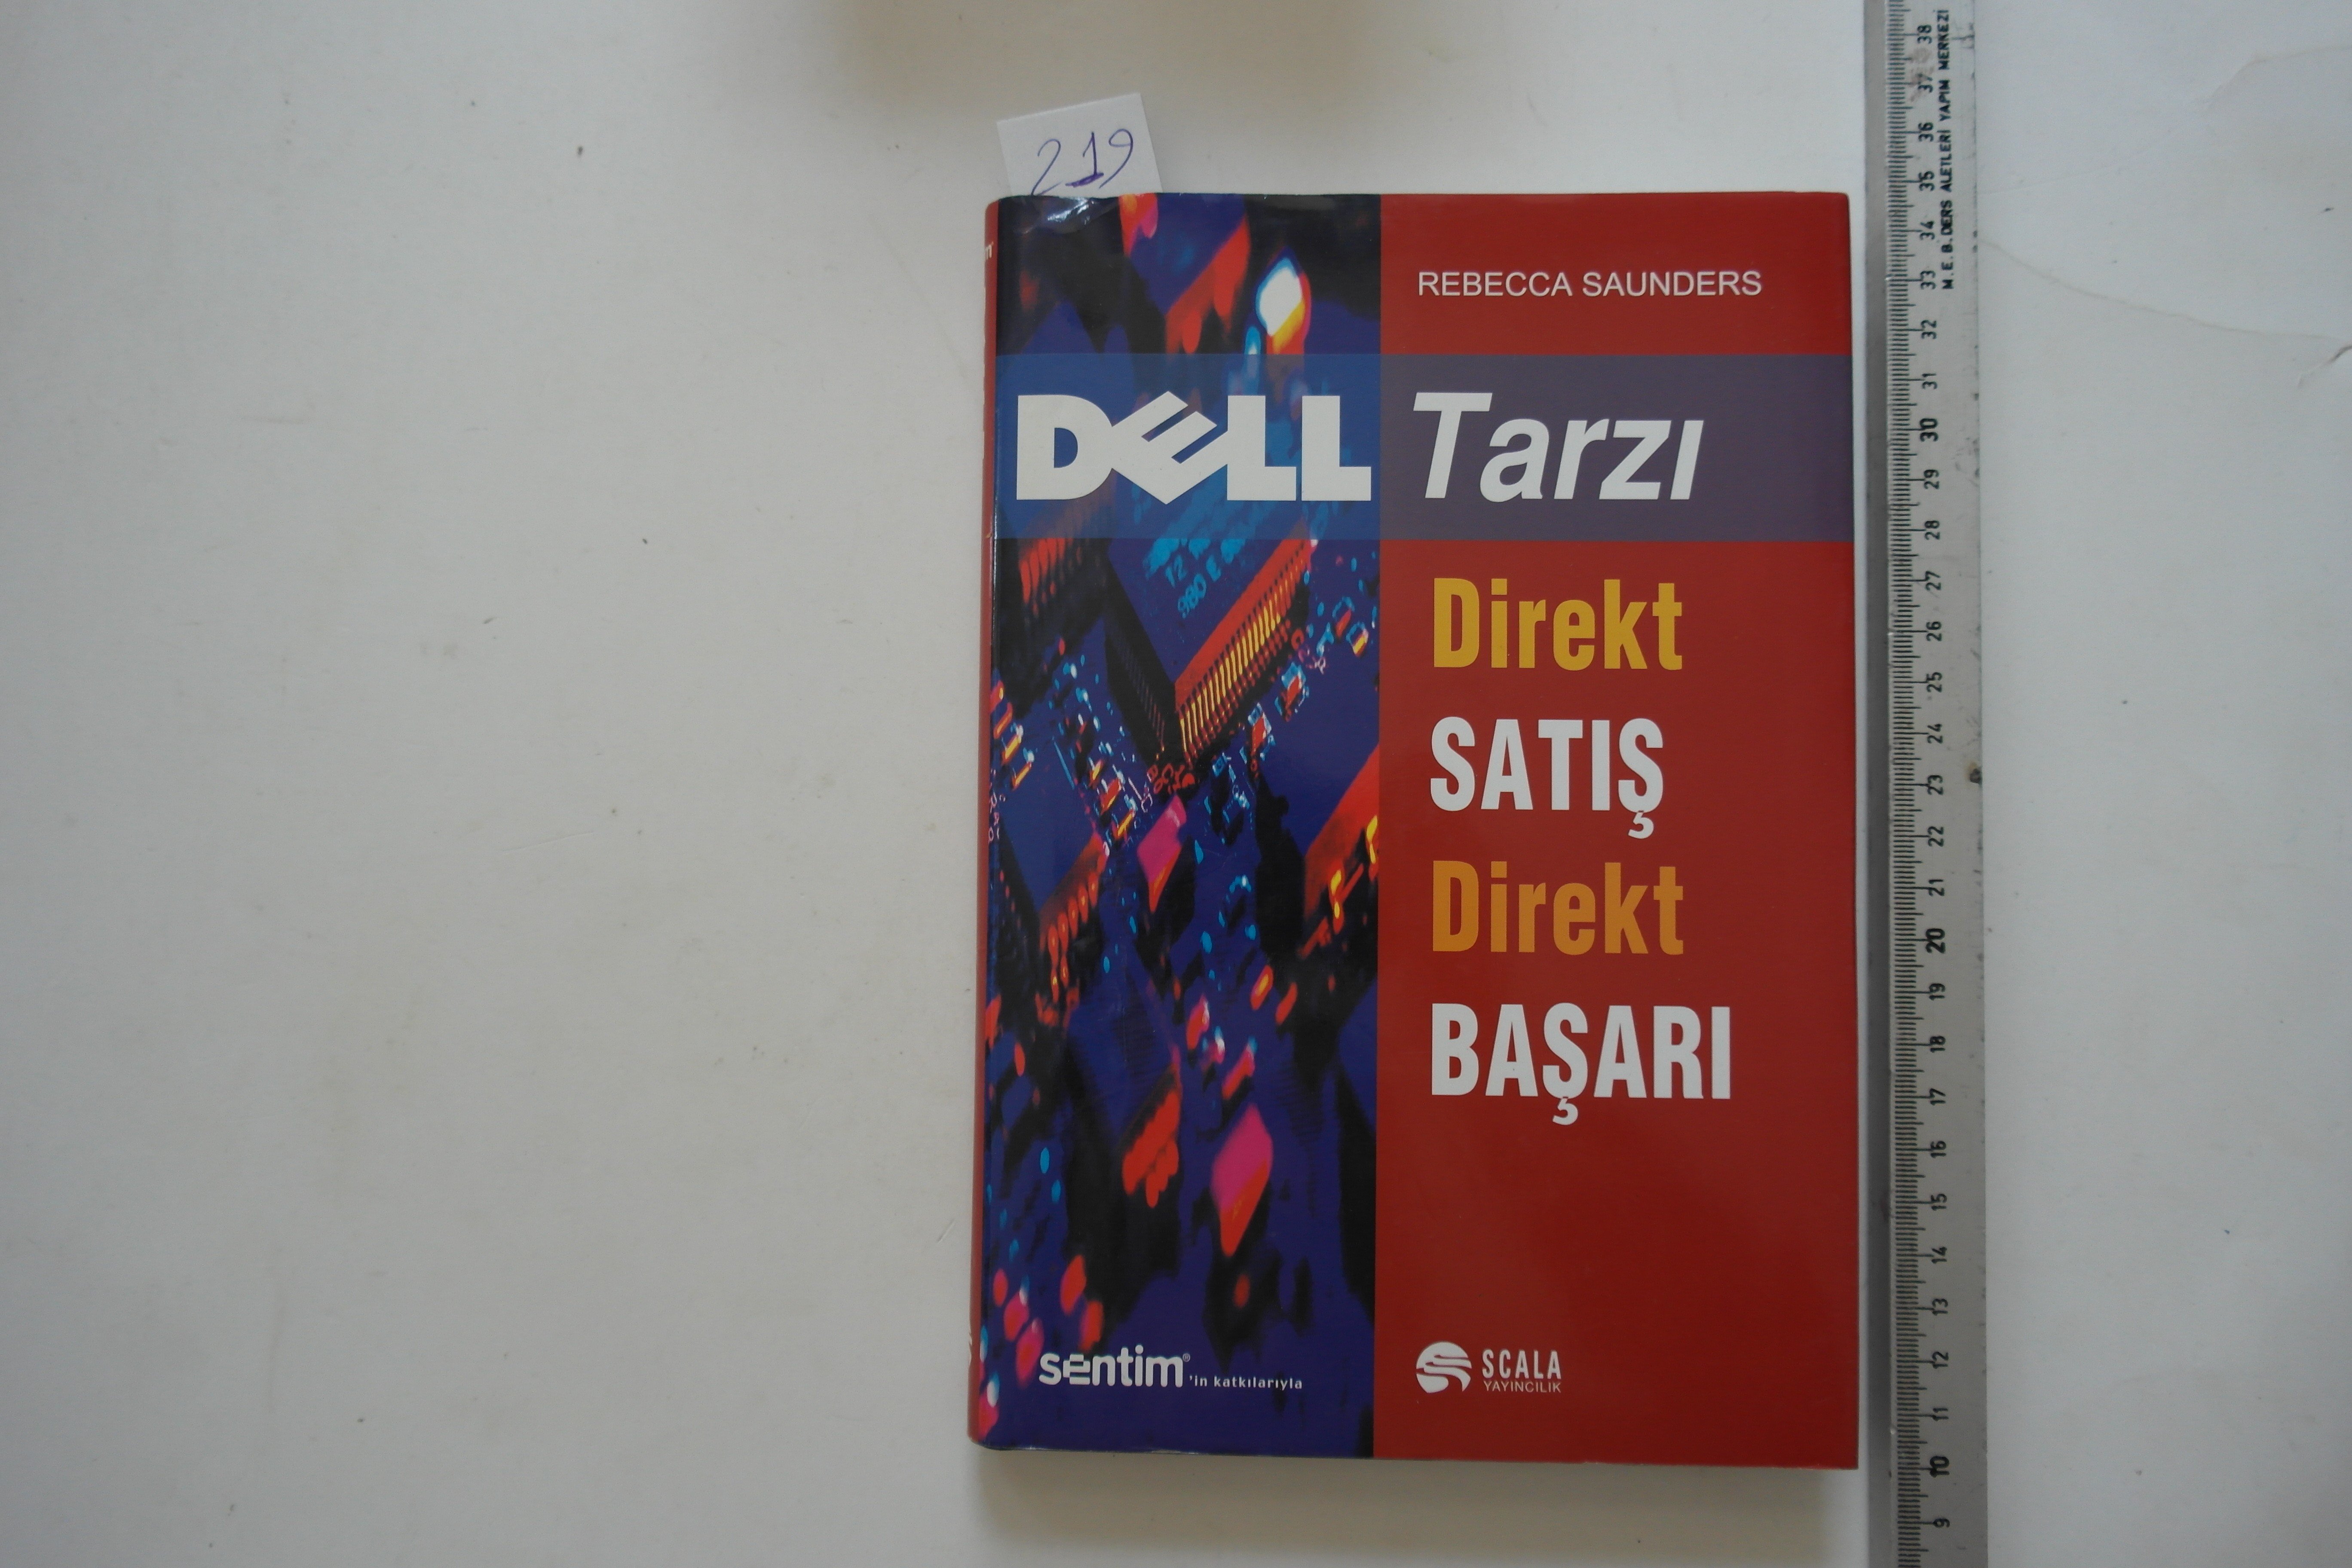 219
REBECCA SAUNDERS
DELL Tarzı
Direkt
SATIŞ
Direkt
BAŞARI
T2
980 E
sentim® 'in katkılarıyla
SCALA
YAYINCILIK
M.E.B. DERS ALETLERİ YAPIM MERKEZİ
38
37
36
35
34
33
32
31
30
29
28
27
26
25
24
23
22
21
20
19
18
17
16
15
14
13
12
11
10
9